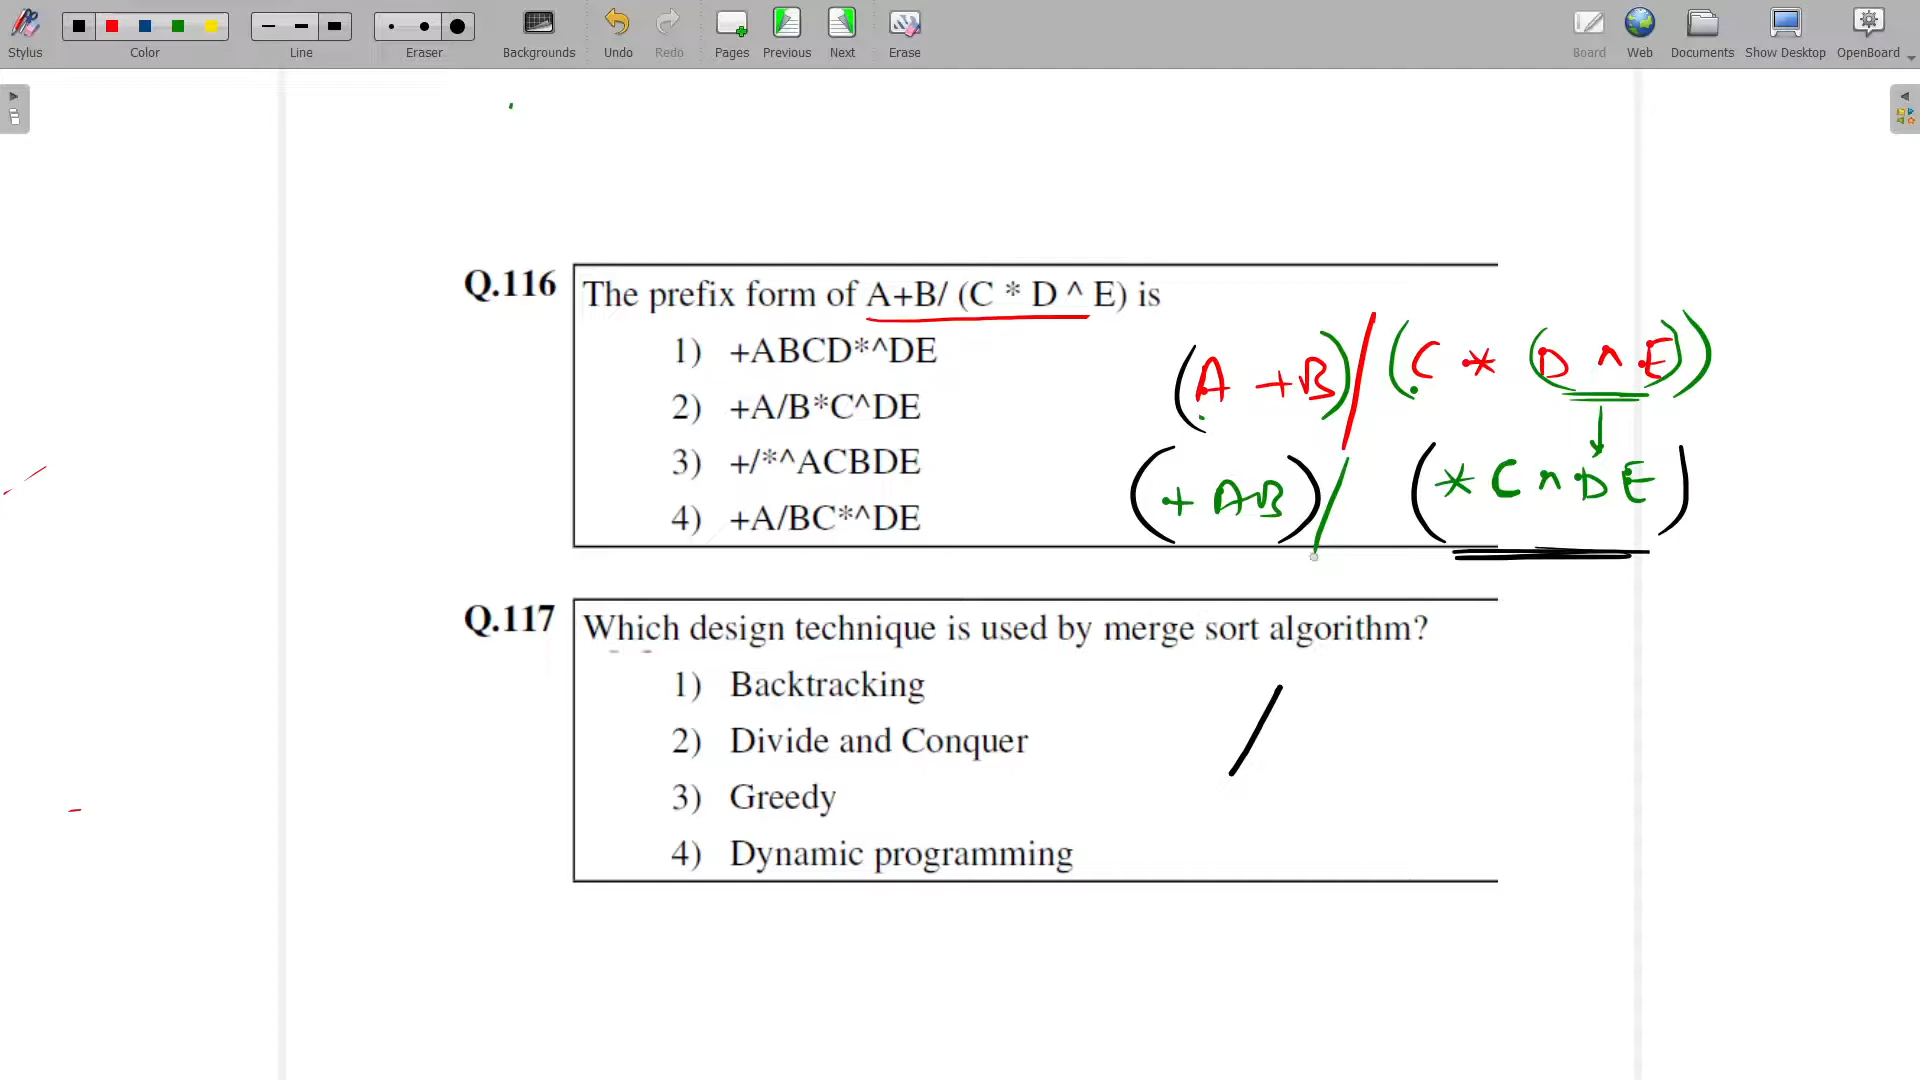 Stylus Color Line Eraser Backgrounds Undo Redo Pages Previous Next Erase Board Web Documents Show Desktop OpenBoard
Q.116 The prefix form of A+B/ (C * D ^ E) is
1) +ABCD*^DE
2) +A/B*C^DE
3) +/*^ACBDE
4) +A/BC*^DE
(A +B) / (C * (D ^ E))
(+ AB) / (* C ^ D E)
Q.117 Which design technique is used by merge sort algorithm?
1) Backtracking
2) Divide and Conquer
3) Greedy
4) Dynamic programming
/